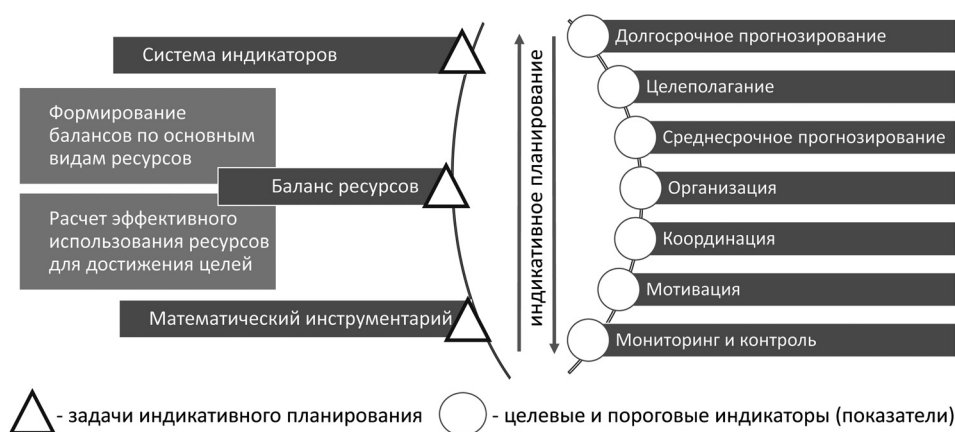 Система индикаторов
Формирование
балансов по основным
видам ресурсов
Баланс ресурсов
Расчет эффективного
использования ресурсов
для достижения целей
Математический инструментарий
индикативное планирование
Долгосрочное прогнозирование
Целеполагание
Среднесрочное прогнозирование
Организация
Координация
Мотивация
Мониторинг и контроль
- задачи индикативного планирования
- целевые и пороговые индикаторы (показатели)